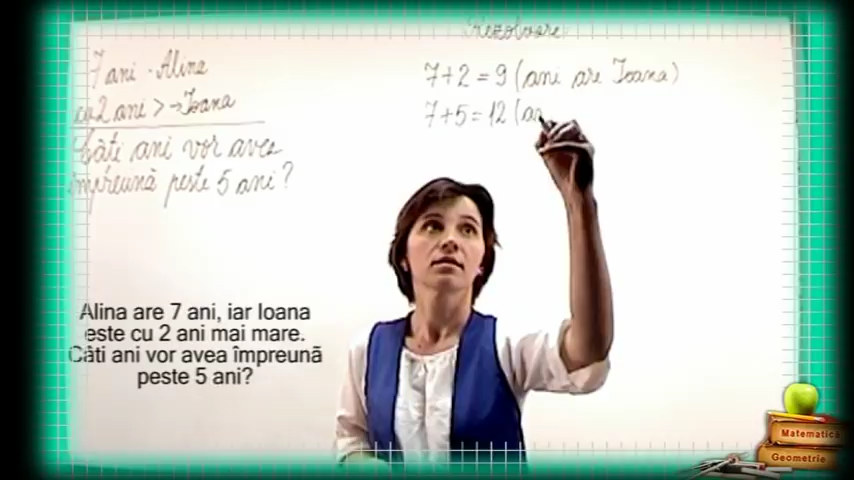 Rezolvare
7 ani - Alina
cu 2 ani > → Ioana
Câți ani vor avea
împreună peste 5 ani?
7+2=9 (ani are Ioana)
7+5=12 (an
Alina are 7 ani, iar Ioana
este cu 2 ani mai mare.
Câti ani vor avea împreună
peste 5 ani?
Matematică
Geometrie